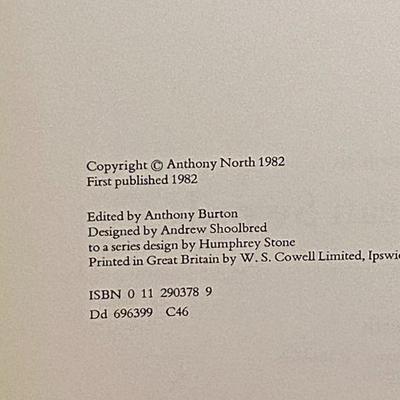 Copyright © Anthony North 1982
First published 1982
Edited by Anthony Burton
Designed by Andrew Shoolbred
to a series design by Humphrey Stone
Printed in Great Britain by W. S. Cowell Limited, Ipswi
ISBN 0 11 290378 9
Dd 696399 C46